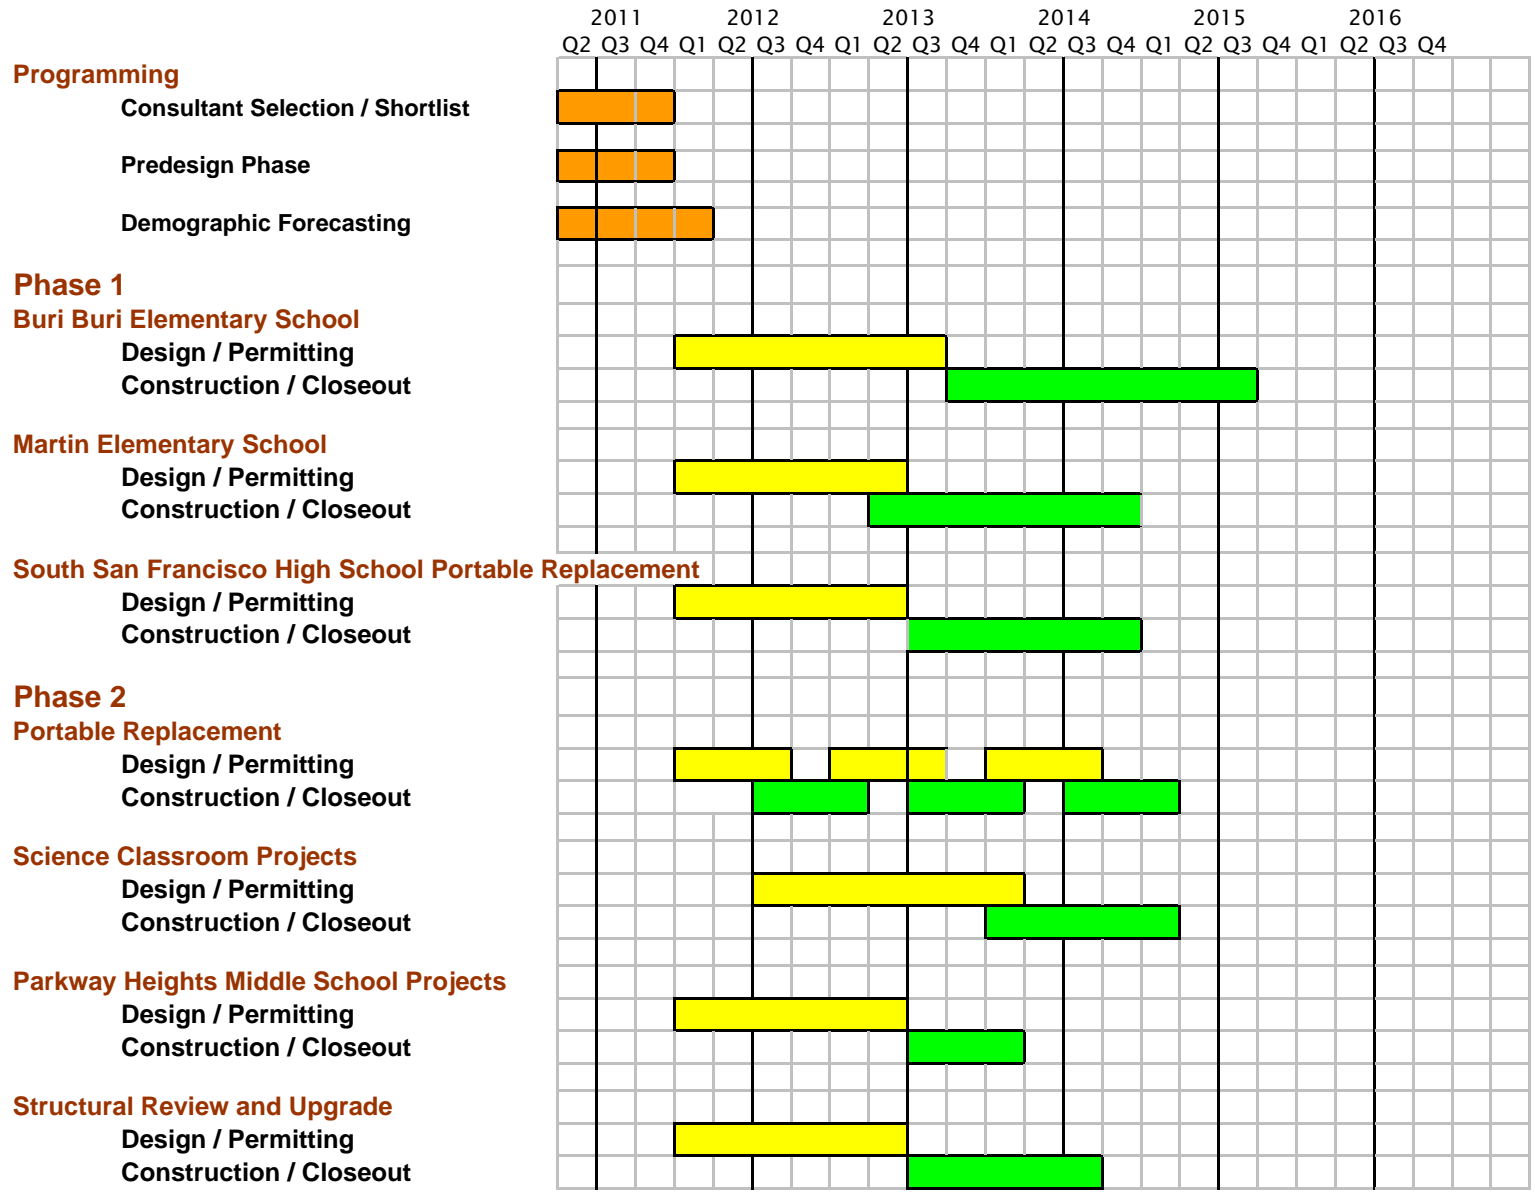 2011 2012 2013 2014 2015 2016
Q2 Q3 Q4 Q1 Q2 Q3 Q4 Q1 Q2 Q3 Q4 Q1 Q2 Q3 Q4 Q1 Q2 Q3 Q4 Q1 Q2 Q3 Q4
Programming
Consultant Selection / Shortlist
Predesign Phase
Demographic Forecasting
Phase 1
Buri Buri Elementary School
Design / Permitting
Construction / Closeout
Martin Elementary School
Design / Permitting
Construction / Closeout
South San Francisco High School Portable Replacement
Design / Permitting
Construction / Closeout
Phase 2
Portable Replacement
Design / Permitting
Construction / Closeout
Science Classroom Projects
Design / Permitting
Construction / Closeout
Parkway Heights Middle School Projects
Design / Permitting
Construction / Closeout
Structural Review and Upgrade
Design / Permitting
Construction / Closeout